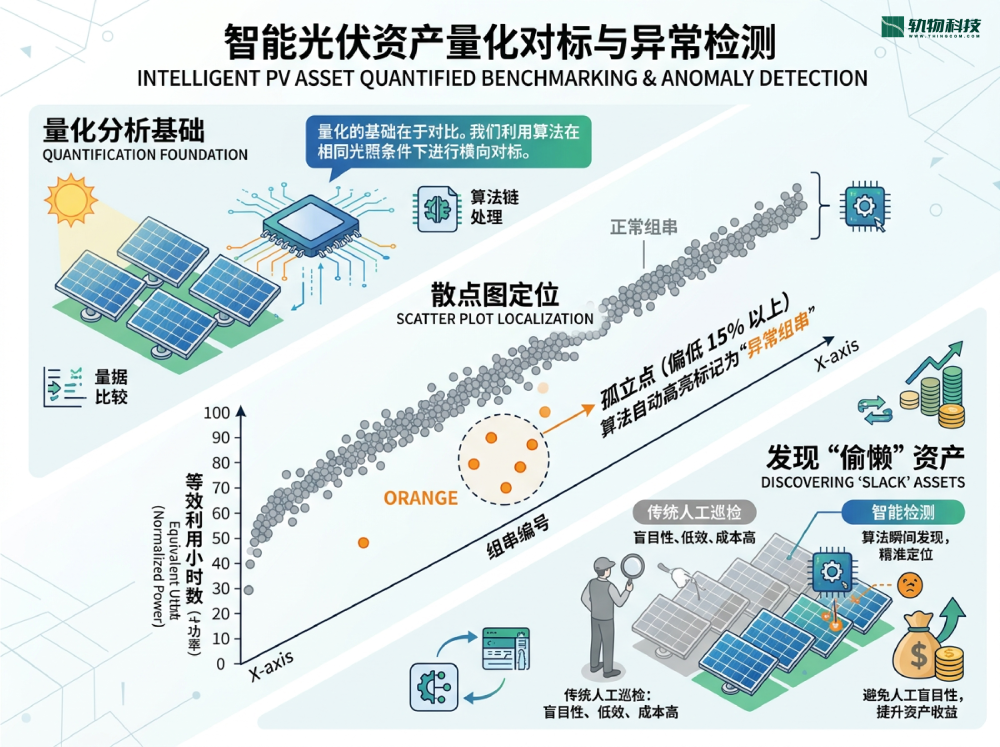 轨物科技
WWW.THINGCOM.COM
智能光伏资产量化对标与异常检测
INTELLIGENT PV ASSET QUANTIFIED BENCHMARKING & ANOMALY DETECTION
量化分析基础
QUANTIFICATION FOUNDATION
量化的基础在于对比。我们利用算法在
相同光照条件下进行横向对标。
算法链
处理
量据
比较
散点图定位
SCATTER PLOT LOCALIZATION
正常组串
孤立点（偏低 15% 以上）
算法自动高亮标记为“异常组串”
X-axis
ORANGE
组串编号
X-axis
100
90
80
70
60
50
40
30
20
10
0
等效利用小时数
Equivalent
(Normalized Power)
发现“偷懒”资产
DISCOVERING ‘SLACK’ ASSETS
传统人工巡检
盲目性、低效、成本高
智能检测
算法瞬间发现，
精准定位
传统人工巡检：
盲目性、低效、成本高
$
$
避免人工盲目性，
提升资产收益